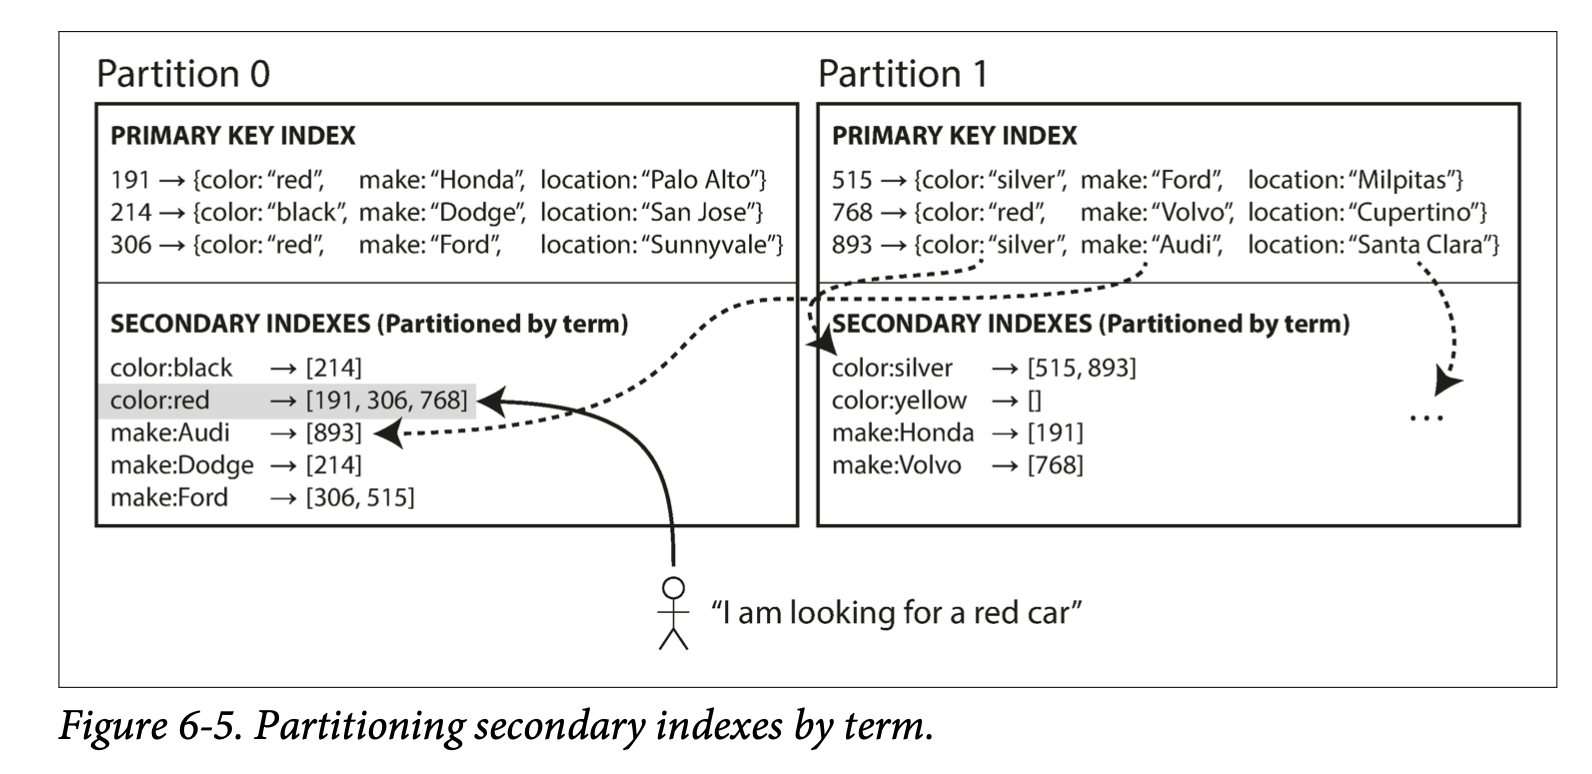 Partition 0
PRIMARY KEY INDEX
191 → {color: “red”, make: “Honda”, location: “Palo Alto”}
214 → {color: “black”, make: “Dodge”, location: “San Jose”}
306 → {color: “red”, make: “Ford”, location: “Sunnyvale”}
SECONDARY INDEXES (Partitioned by term)
color:black → [214]
color:red → [191, 306, 768]
make:Audi → [893]
make:Dodge → [214]
make:Ford → [306, 515]
Partition 1
PRIMARY KEY INDEX
515 → {color: “silver”, make: “Ford”, location: “Milpitas”}
768 → {color: “red”, make: “Volvo”, location: “Cupertino”}
893 → {color: “silver”, make: “Audi”, location: “Santa Clara”}
SECONDARY INDEXES (Partitioned by term)
color:silver → [515, 893]
color:yellow → []
make:Honda → [191]
make:Volvo → [768]
...
“I am looking for a red car”
Figure 6-5. Partitioning secondary indexes by term.